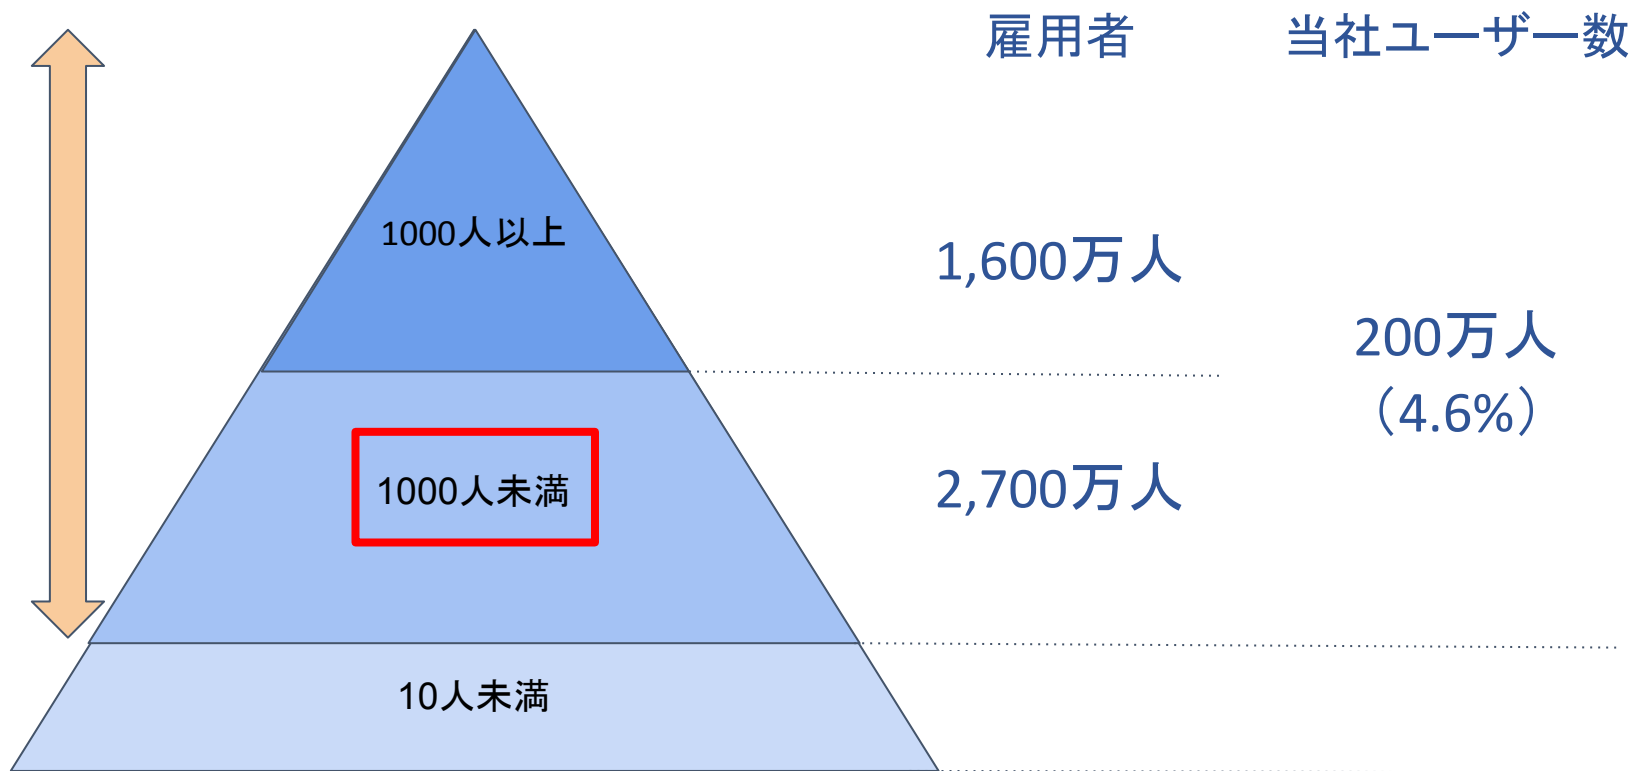 雇用者 当社ユーザー数
1000人以上
1,600万人
200万人
（4.6%）
1000人未満
2,700万人
10人未満